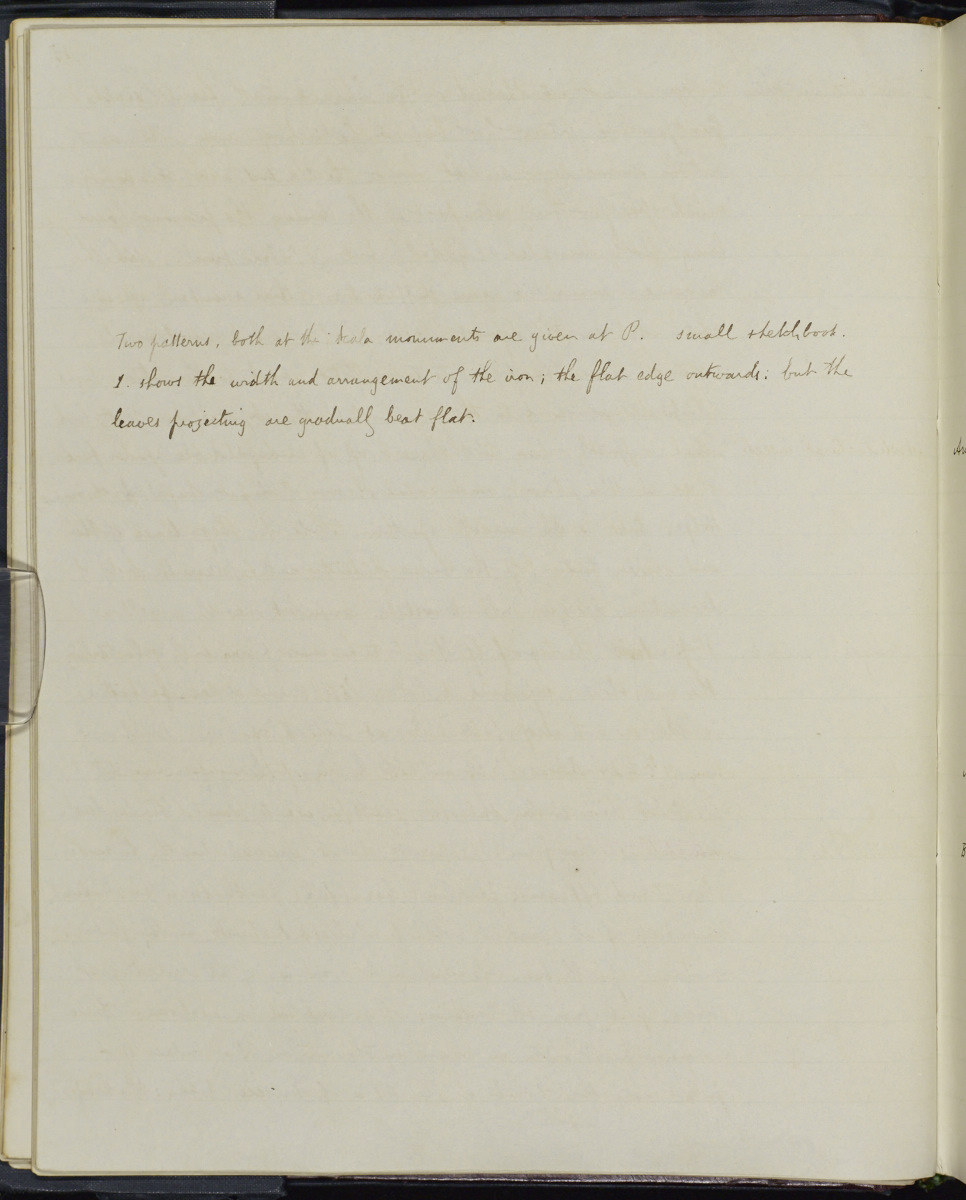 Two patterns, both at the Scala monuments are given at P. small sketchbook.
1. shows the width and arrangement of the iron; the flat edge outwards: but the
leaves projecting are gradually beat flat.